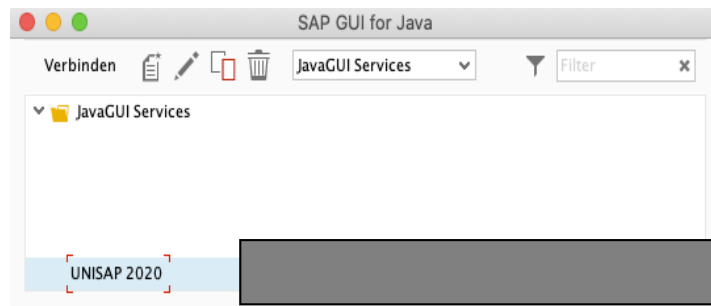 SAP GUI for Java
Verbinden JavaGUI Services Filter
JavaGUI Services
UNISAP 2020